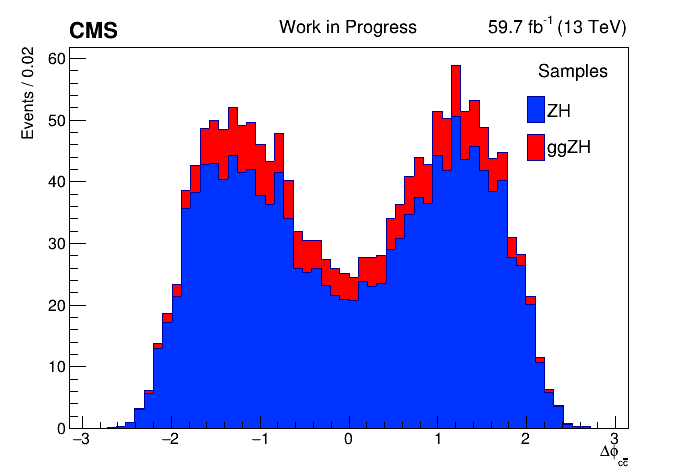 CMS Work in Progress 59.7 fb⁻¹ (13 TeV)
Events / 0.02
60
50
40
30
20
10
0
Samples
ZH
ggZH
−3 −2 −1 0 1 2 3
Δϕ_cc̄